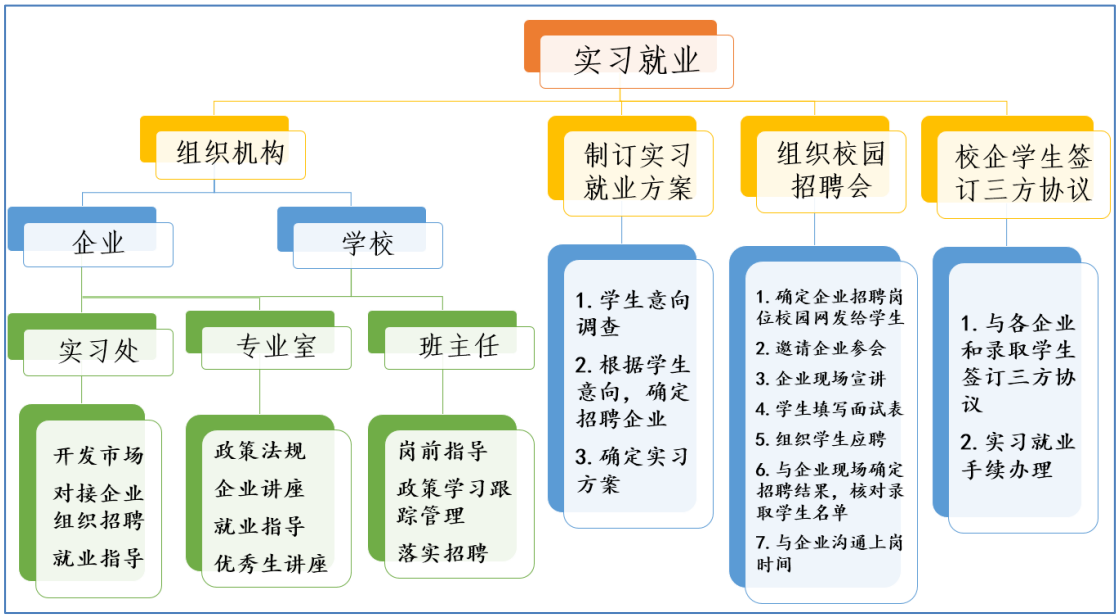 实习就业
组织机构
制订实习
就业方案
组织校园
招聘会
校企学生签
订三方协议
企业
学校
实习处
专业室
班主任
开发市场
对接企业
组织招聘
就业指导
政策法规
企业讲座
就业指导
优秀生讲座
岗前指导
政策学习跟
踪管理
落实招聘
1. 学生意向
调查
2. 根据学生
意向，确定
招聘企业
3. 确定实习
方案
1. 确定企业招聘岗
位校园网发给学生
2. 邀请企业参会
3. 企业现场宣讲
4. 学生填写面试表
5. 组织学生应聘
6. 与企业现场确定
招聘结果，核对录
取学生名单
7. 与企业沟通上岗
时间
1. 与各企业
和录取学生
签订三方协
议
2. 实习就业
手续办理